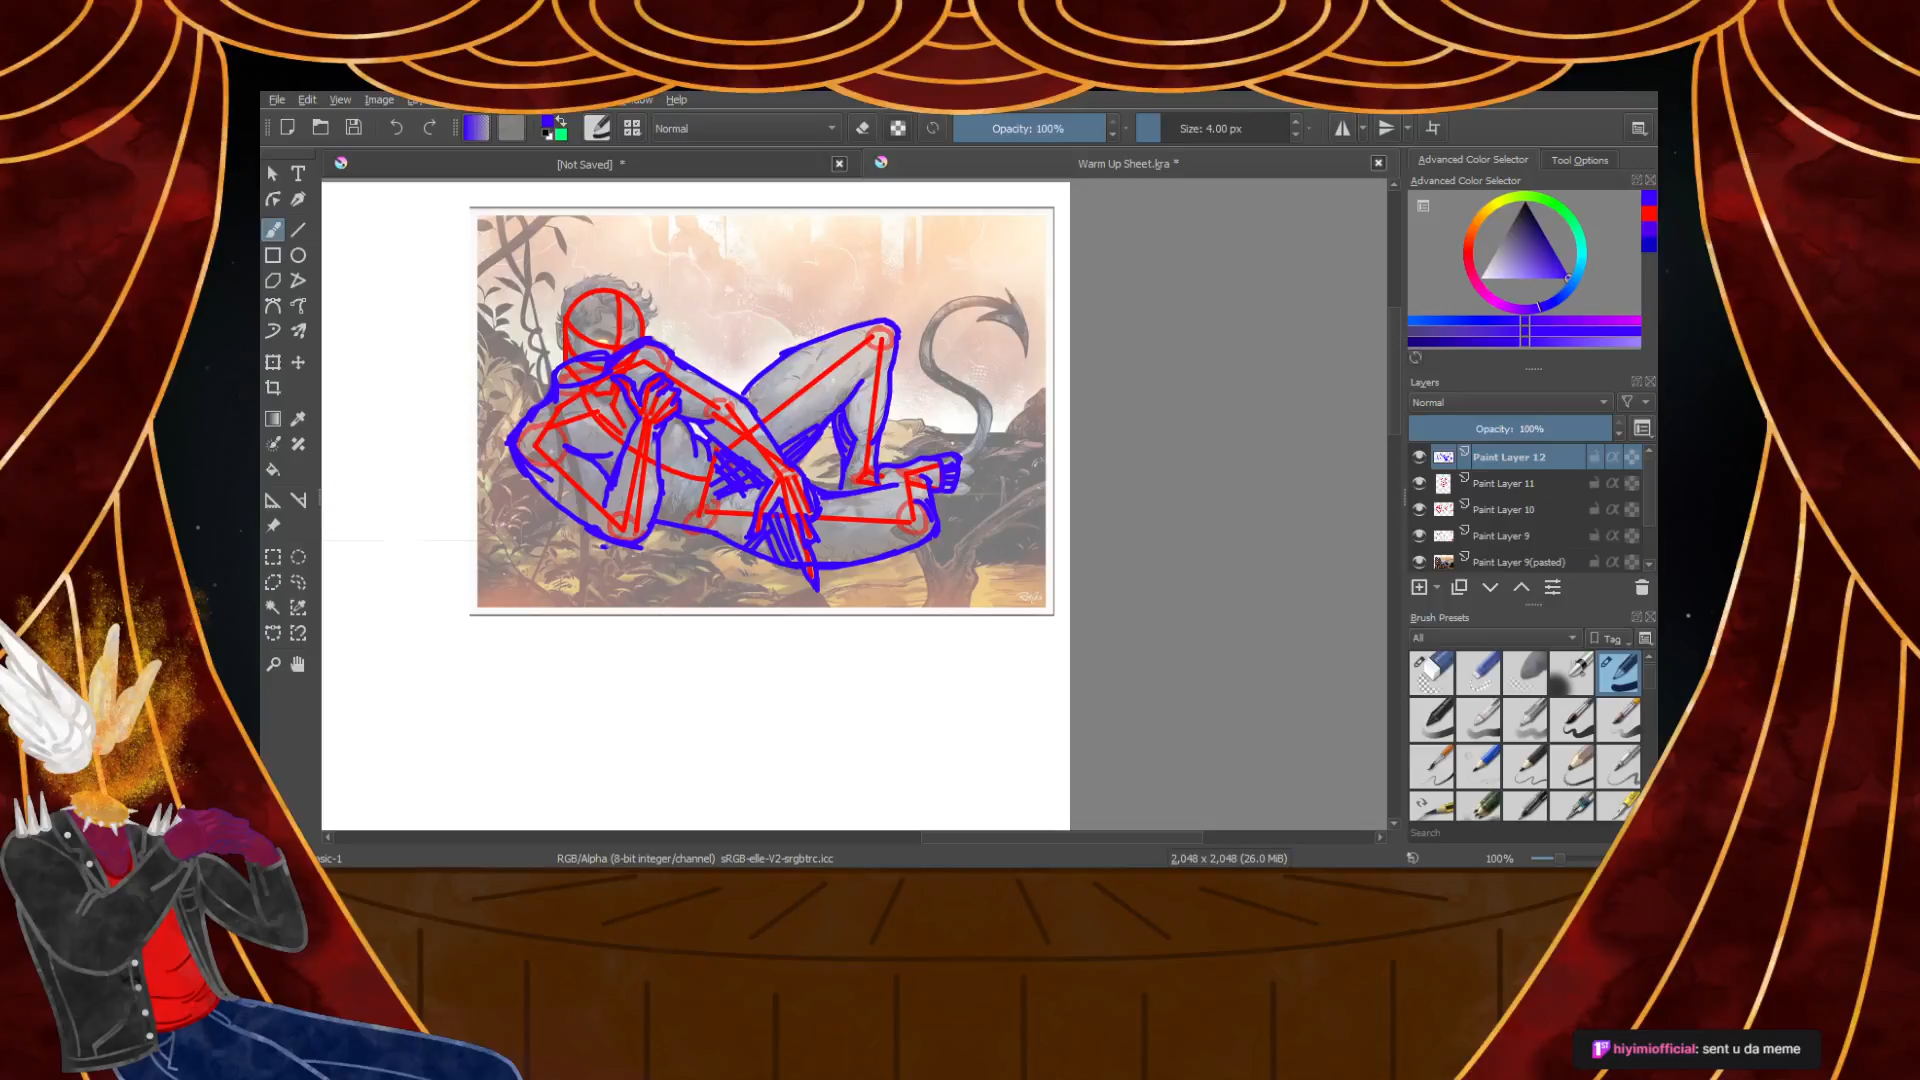 File Edit View Image
Help
Normal
Opacity: 100%
Size: 4.00 px
[Not Saved] *
Warm Up Sheet.kra *
Advanced Color Selector
Tool Options
Advanced Color Selector
Layers
Normal
Opacity: 100%
Paint Layer 12
Paint Layer 11
Paint Layer 10
Paint Layer 9
Paint Layer 9(pasted)
Brush Presets
All
Tag
Search
sic-1
RGB/Alpha (8-bit integer/channel) sRGB-elle-V2-srgbtrc.icc
2,048 x 2,048 (26.0 MiB)
100%
1ST hiyimiofficial: sent u da meme